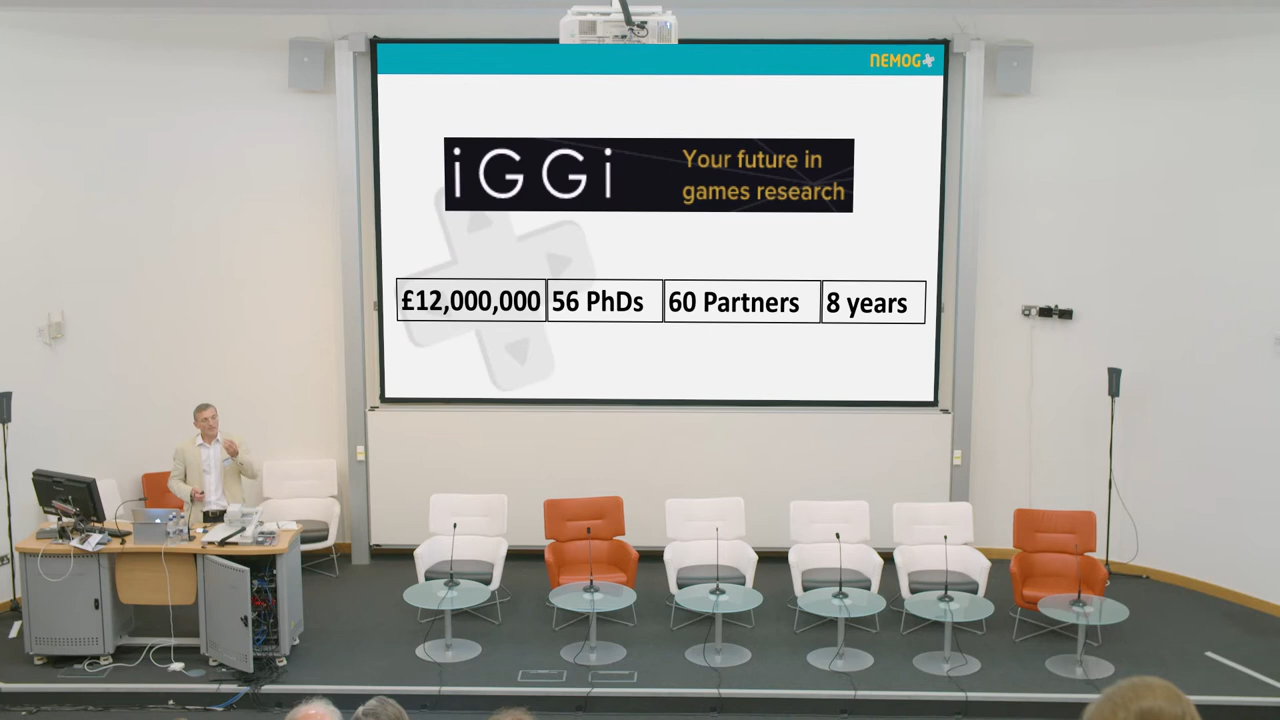 NEMOG
iGGi
Your future in
games research
£12,000,000 56 PhDs 60 Partners 8 years